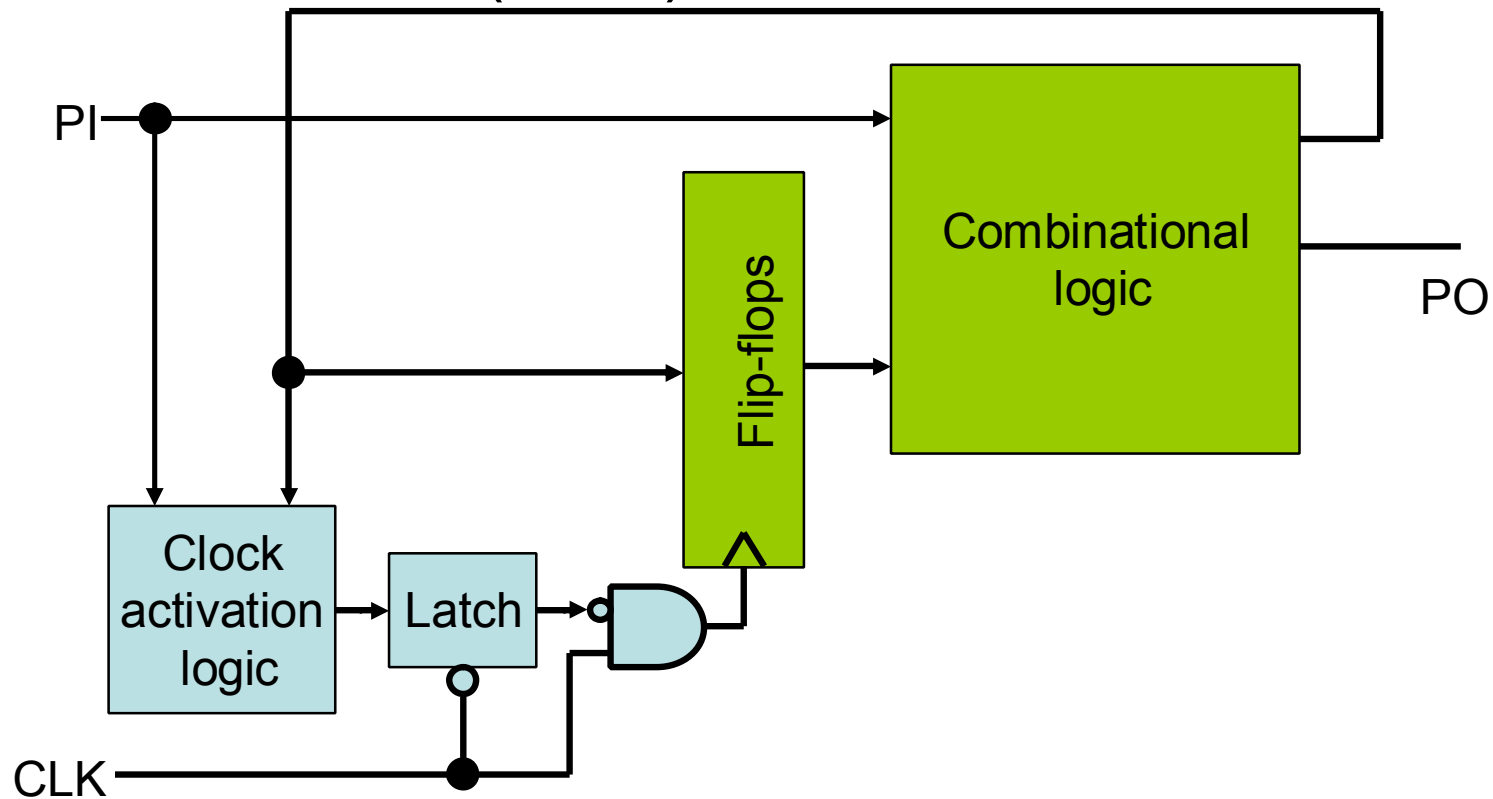 PI
Combinational
logic
PO
Flip-flops
Clock
activation
logic
Latch
CLK